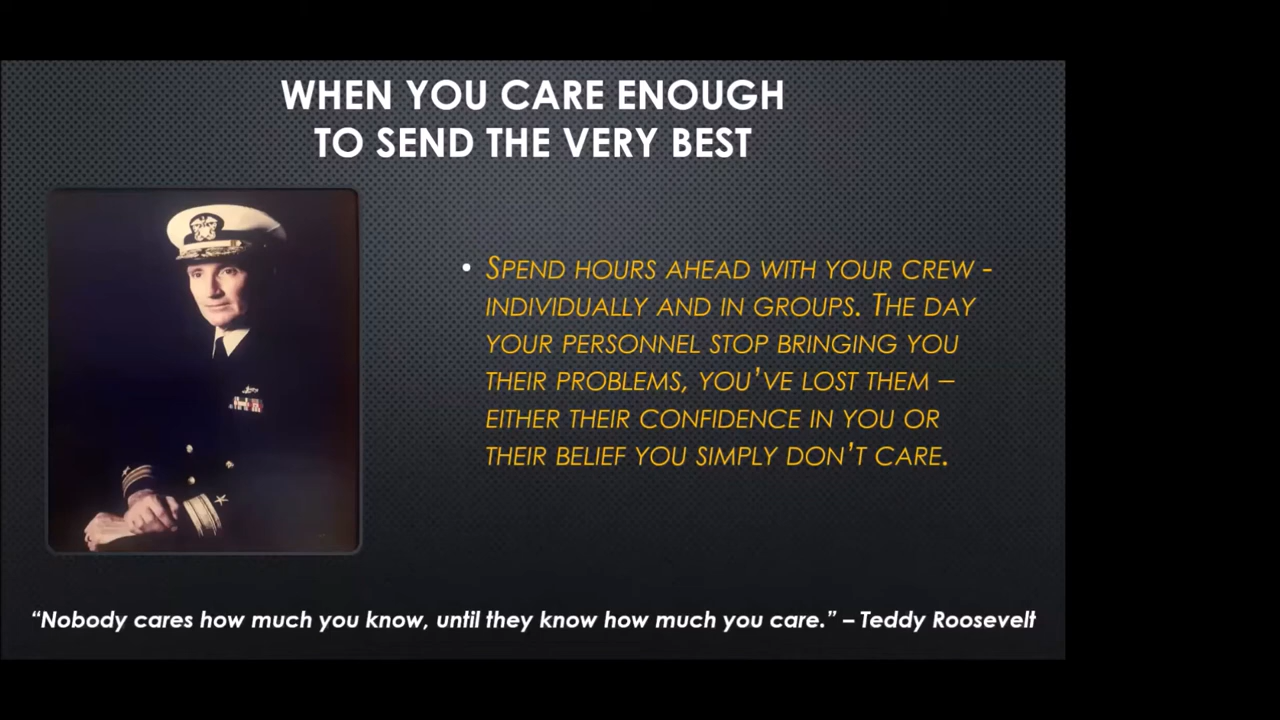 WHEN YOU CARE ENOUGH
TO SEND THE VERY BEST
• SPEND HOURS AHEAD WITH YOUR CREW -
INDIVIDUALLY AND IN GROUPS. THE DAY
YOUR PERSONNEL STOP BRINGING YOU
THEIR PROBLEMS, YOU’VE LOST THEM –
EITHER THEIR CONFIDENCE IN YOU OR
THEIR BELIEF YOU SIMPLY DON’T CARE.
“Nobody cares how much you know, until they know how much you care.” – Teddy Roosevelt